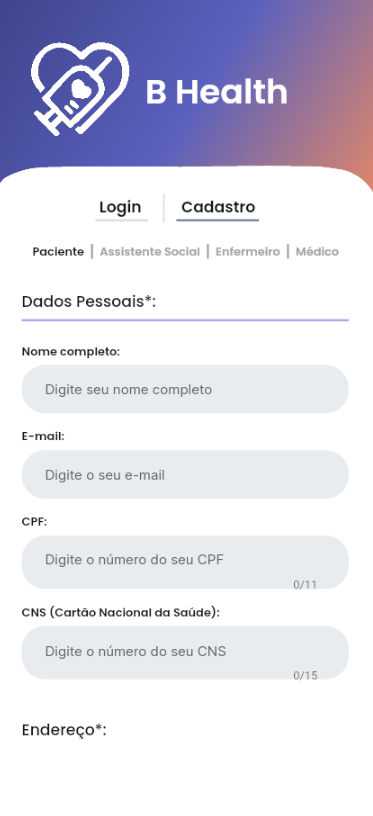 B Health
Login | Cadastro
Paciente | Assistente Social | Enfermeiro | Médico
Dados Pessoais*:
Nome completo:
Digite seu nome completo
E-mail:
Digite o seu e-mail
CPF:
Digite o número do seu CPF
0/11
CNS (Cartão Nacional da Saúde):
Digite o número do seu CNS
0/15
Endereço*: